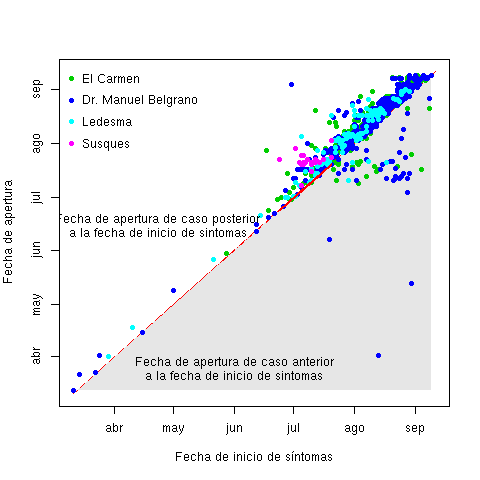 El Carmen
Dr. Manuel Belgrano
Ledesma
Susques
Fecha de apertura de caso posterior
a la fecha de inicio de sintomas
Fecha de apertura de caso anterior
a la fecha de inicio de sintomas
Fecha de apertura
abr
may
jun
jul
ago
sep
abr
may
jun
jul
ago
sep
Fecha de inicio de síntomas